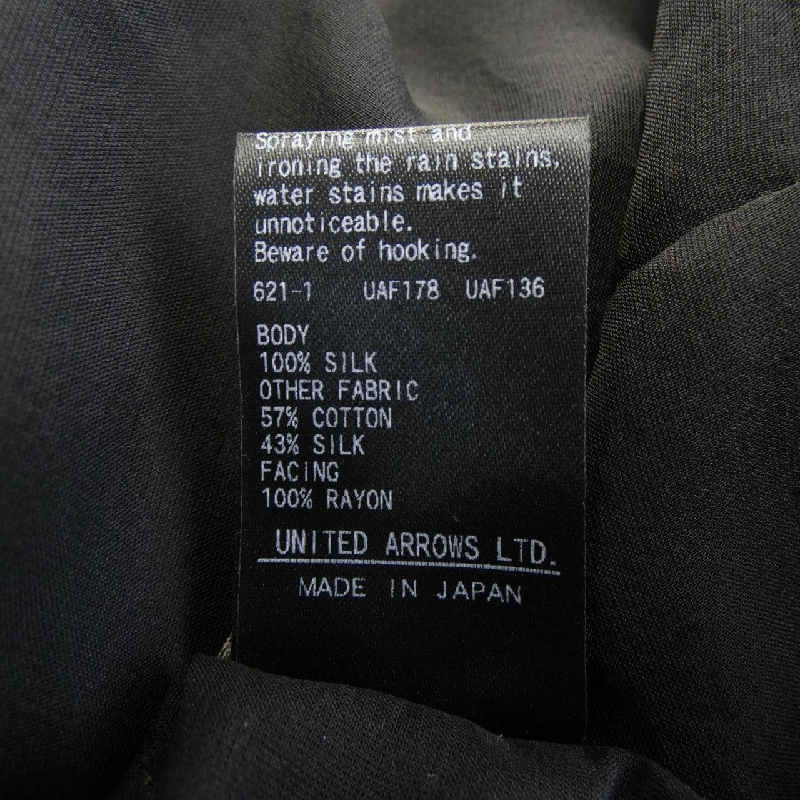 Spraying mist and
ironing the rain stains,
water stains makes it
unnoticeable.
Beware of hooking.
621-1 UAF178 UAF136
BODY
100% SILK
OTHER FABRIC
57% COTTON
43% SILK
FACING
100% RAYON
UNITED ARROWS LTD.
MADE IN JAPAN